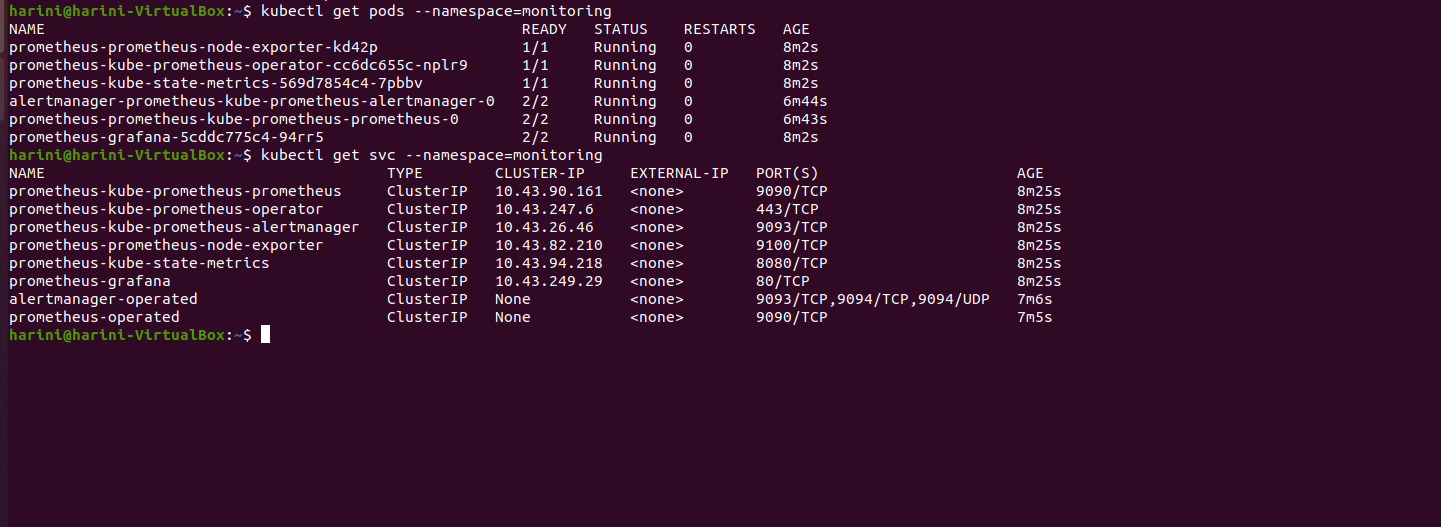 harini@harini-VirtualBox:~$ kubectl get pods --namespace=monitoring
NAME READY STATUS RESTARTS AGE
prometheus-prometheus-node-exporter-kd42p 1/1 Running 0 8m2s
prometheus-kube-prometheus-operator-cc6dc655c-nplr9 1/1 Running 0 8m2s
prometheus-kube-state-metrics-569d7854c4-7pbbv 1/1 Running 0 8m2s
alertmanager-prometheus-kube-prometheus-alertmanager-0 2/2 Running 0 6m44s
prometheus-prometheus-kube-prometheus-prometheus-0 2/2 Running 0 6m43s
prometheus-grafana-5cddc775c4-94rr5 2/2 Running 0 8m2s
harini@harini-VirtualBox:~$ kubectl get svc --namespace=monitoring
NAME TYPE CLUSTER-IP EXTERNAL-IP PORT(S) AGE
prometheus-kube-prometheus-prometheus ClusterIP 10.43.90.161 <none> 9090/TCP 8m25s
prometheus-kube-prometheus-operator ClusterIP 10.43.247.6 <none> 443/TCP 8m25s
prometheus-kube-prometheus-alertmanager ClusterIP 10.43.26.46 <none> 9093/TCP 8m25s
prometheus-prometheus-node-exporter ClusterIP 10.43.82.210 <none> 9100/TCP 8m25s
prometheus-kube-state-metrics ClusterIP 10.43.94.218 <none> 8080/TCP 8m25s
prometheus-grafana ClusterIP 10.43.249.29 <none> 80/TCP 8m25s
alertmanager-operated ClusterIP None <none> 9093/TCP,9094/TCP,9094/UDP 7m6s
prometheus-operated ClusterIP None <none> 9090/TCP 7m5s
harini@harini-VirtualBox:~$